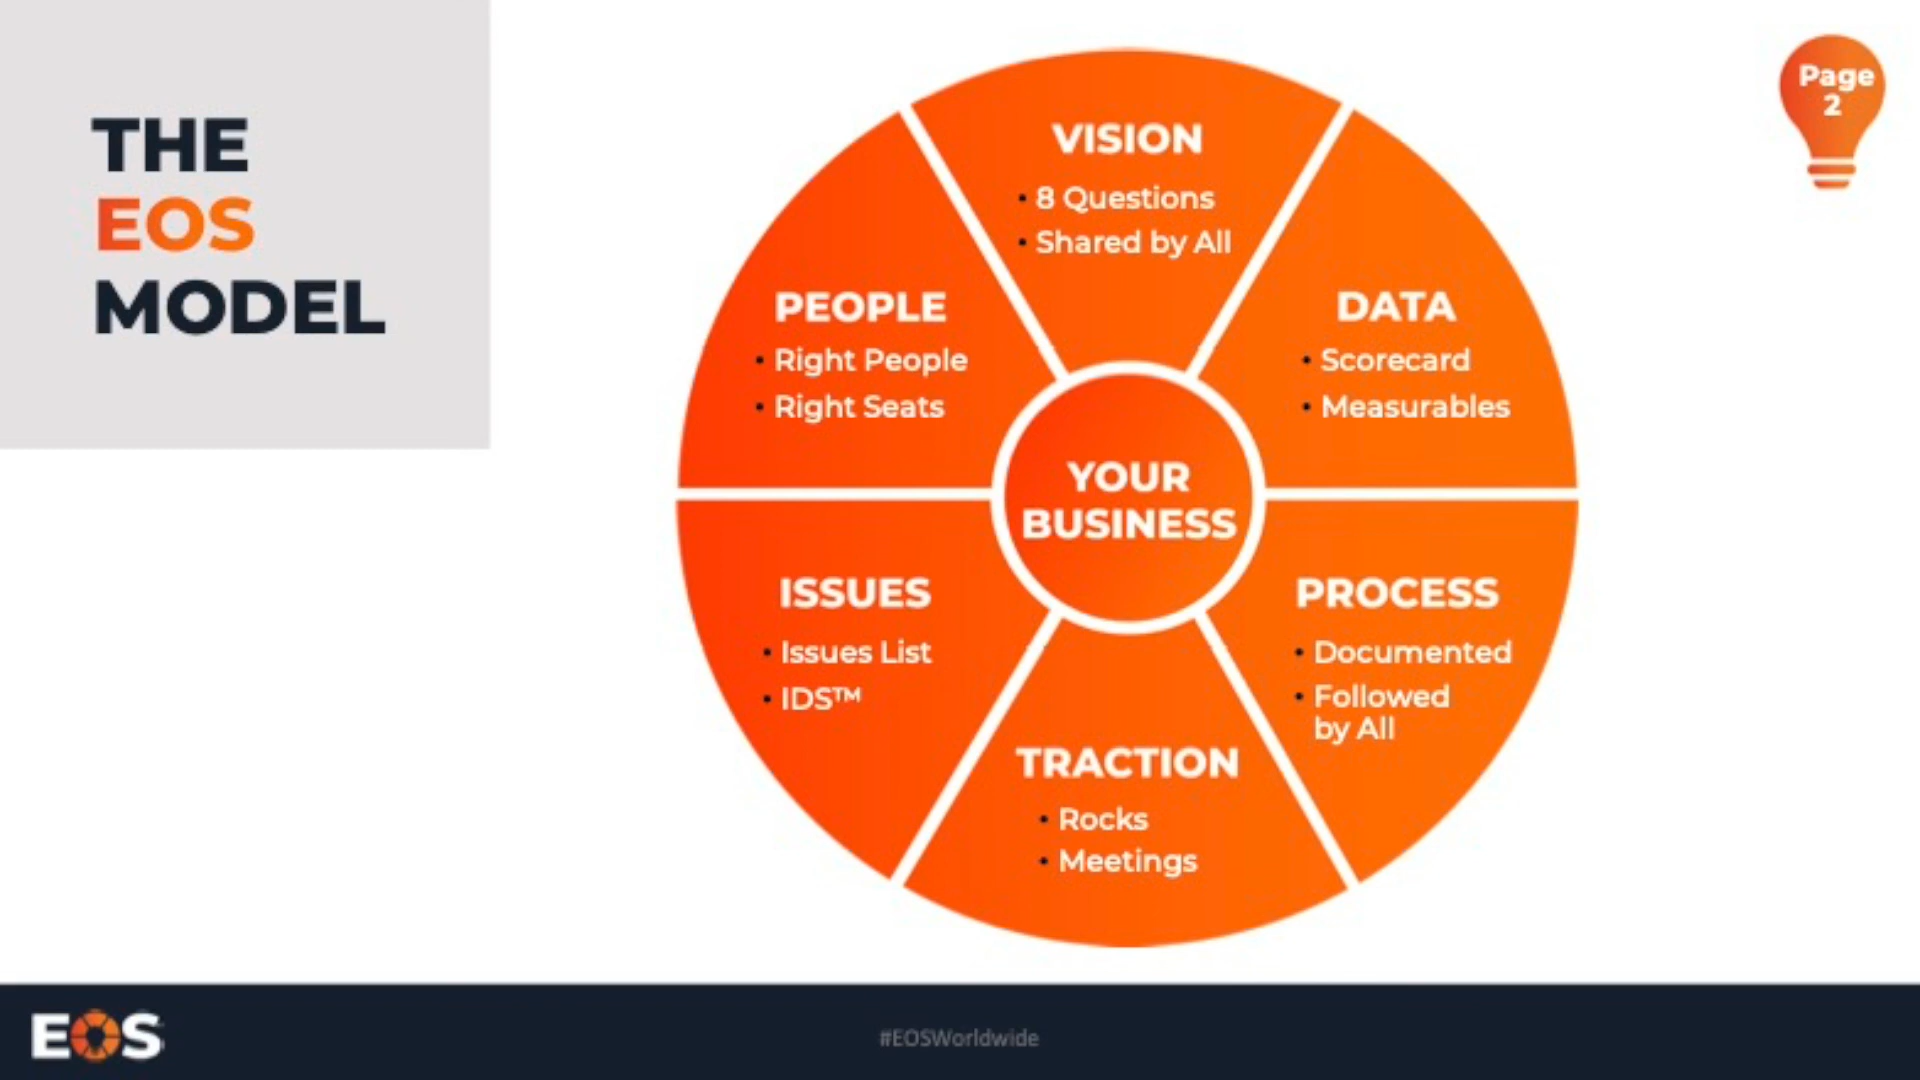 THE
EOS
MODEL
Page
2
VISION
• 8 Questions
• Shared by All
PEOPLE
• Right People
• Right Seats
DATA
• Scorecard
• Measurables
YOUR
BUSINESS
ISSUES
• Issues List
• IDS™
PROCESS
• Documented
• Followed
by All
TRACTION
• Rocks
• Meetings
EOS
#EOSWorldwide